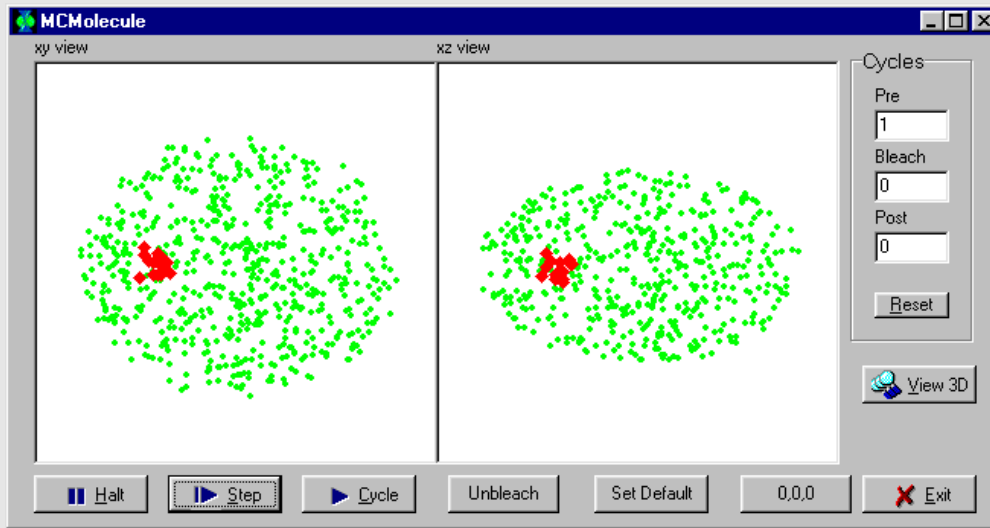 MCMolecule
xy view
xz view
Cycles
Pre
1
Bleach
0
Post
0
Reset
View 3D
Halt
Step
Cycle
Unbleach
Set Default
0,0,0
Exit